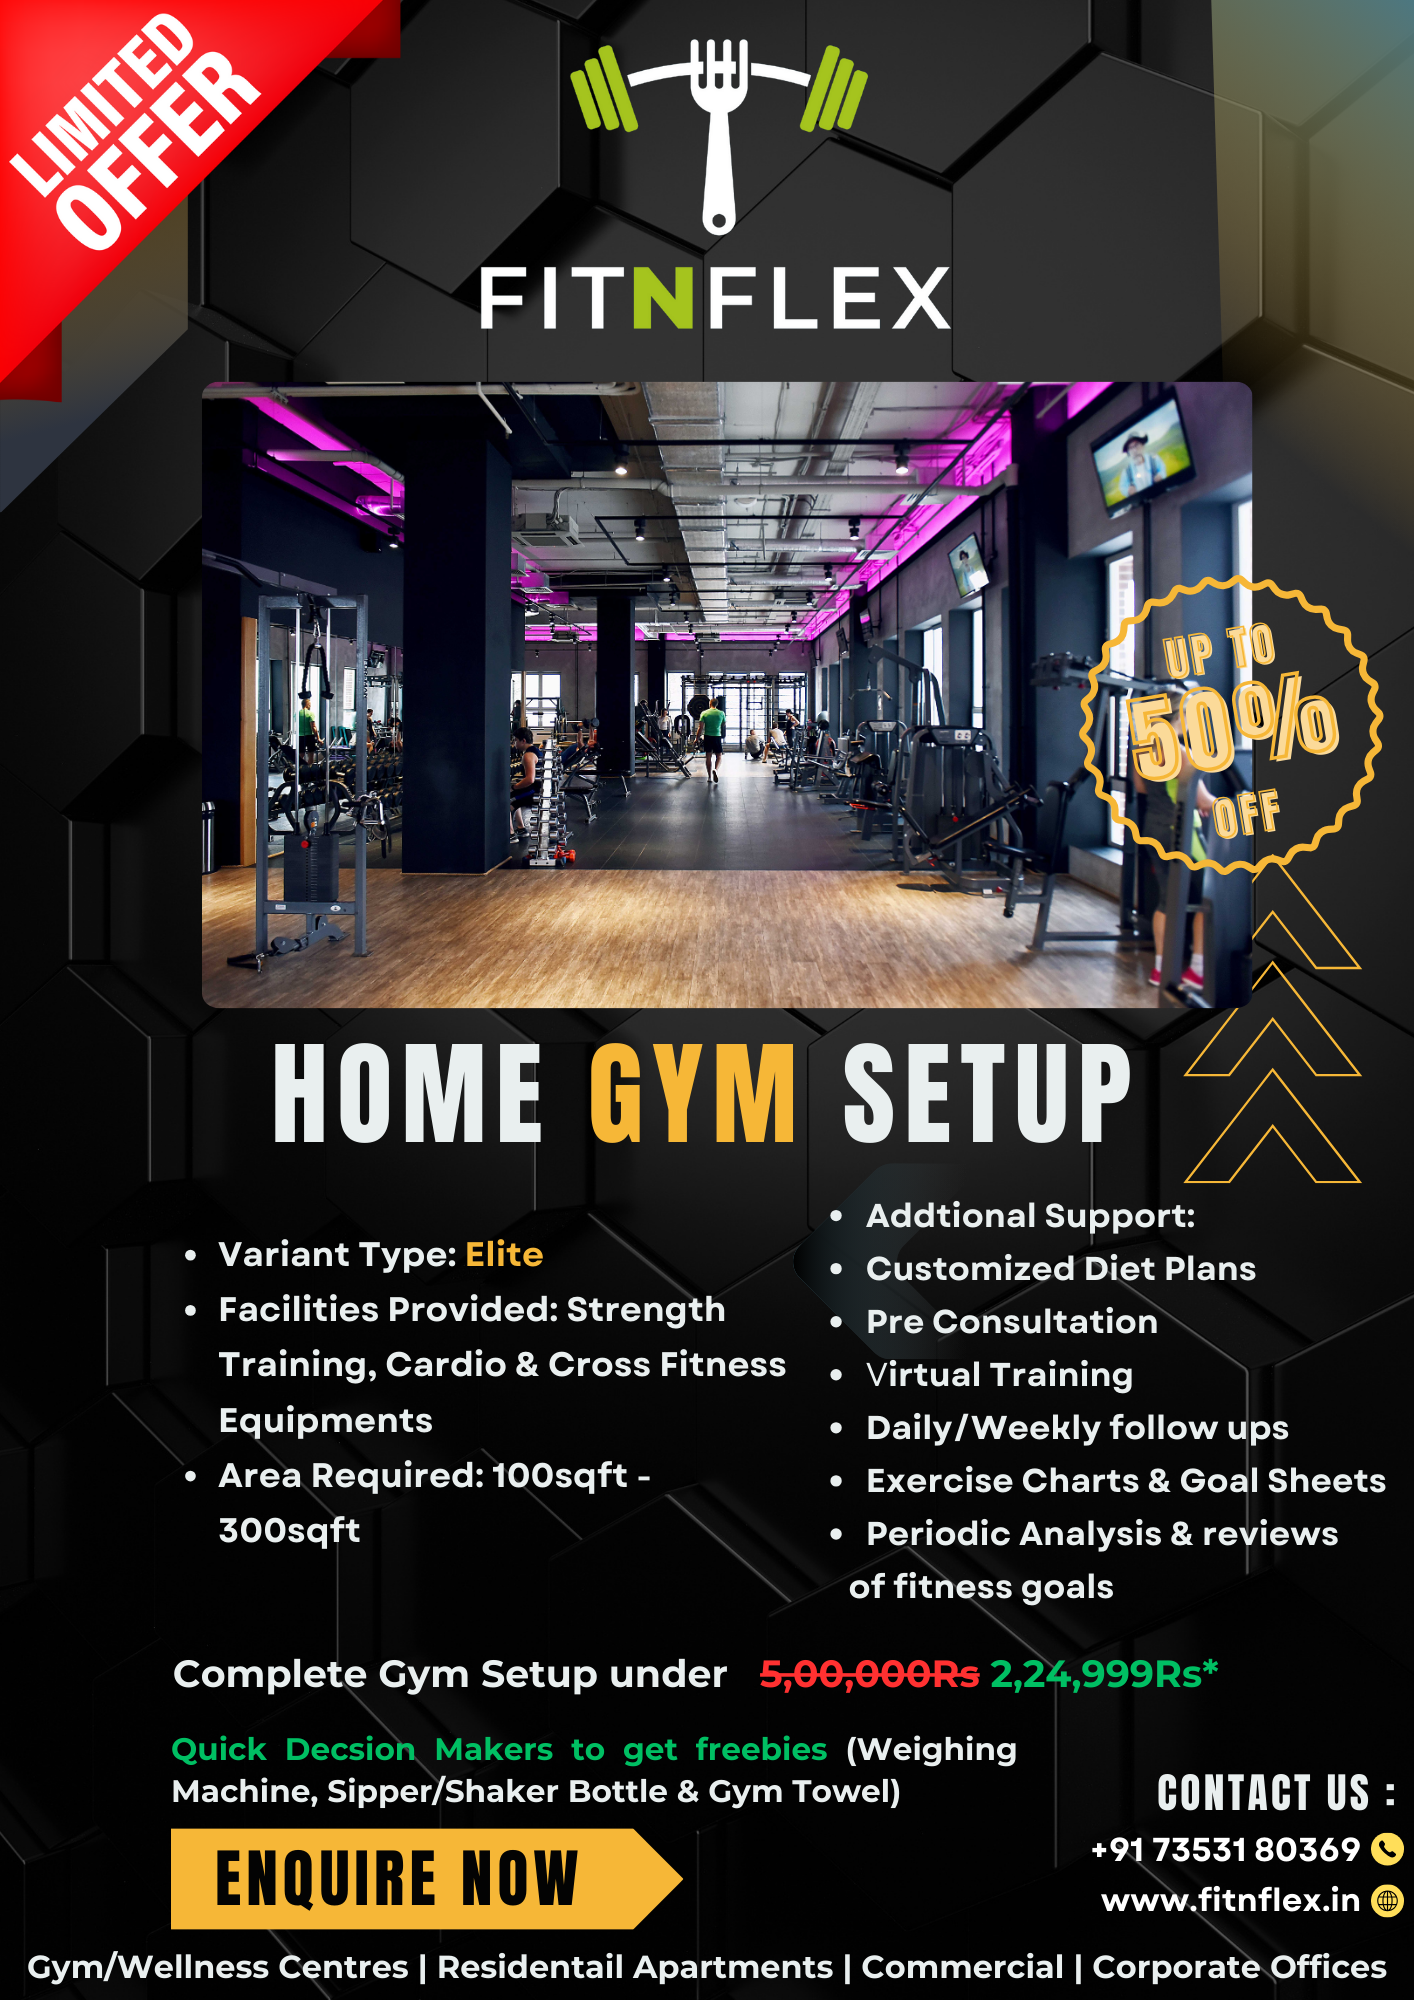 LIMITED
OFFER
FITNFLEX
UP TO
50%
OFF
HOME GYM SETUP
• Variant Type: Elite
• Facilities Provided: Strength
Training, Cardio & Cross Fitness
Equipments
• Area Required: 100sqft -
300sqft
• Addtional Support:
• Customized Diet Plans
• Pre Consultation
• Virtual Training
• Daily/Weekly follow ups
• Exercise Charts & Goal Sheets
• Periodic Analysis & reviews
of fitness goals
Complete Gym Setup under 5,00,000Rs 2,24,999Rs*
Quick Decsion Makers to get freebies (Weighing
Machine, Sipper/Shaker Bottle & Gym Towel)
ENQUIRE NOW
CONTACT US :
+91 73531 80369
www.fitnflex.in
Gym/Wellness Centres | Residentail Apartments | Commercial | Corporate Offices